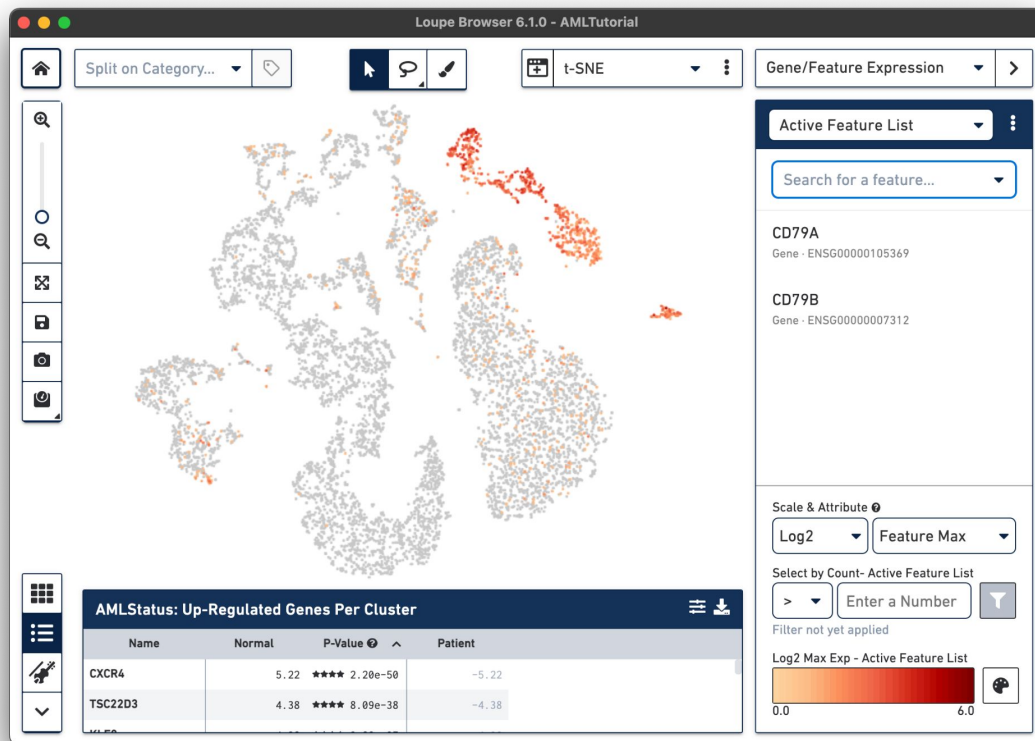 Loupe Browser 6.1.0 - AMLTutorial
Split on Category...
t-SNE
Gene/Feature Expression
Active Feature List
Search for a feature...
CD79A
Gene · ENSG00000105369
CD79B
Gene · ENSG00000007312
Scale & Attribute
Log2
Feature Max
Select by Count- Active Feature List
>
Enter a Number
Filter not yet applied
Log2 Max Exp - Active Feature List
0.0 6.0
AMLStatus: Up-Regulated Genes Per Cluster
Name Normal P-Value Patient
CXCR4 5.22 ★★★★ 2.20e-50 -5.22
TSC22D3 4.38 ★★★★ 8.09e-38 -4.38